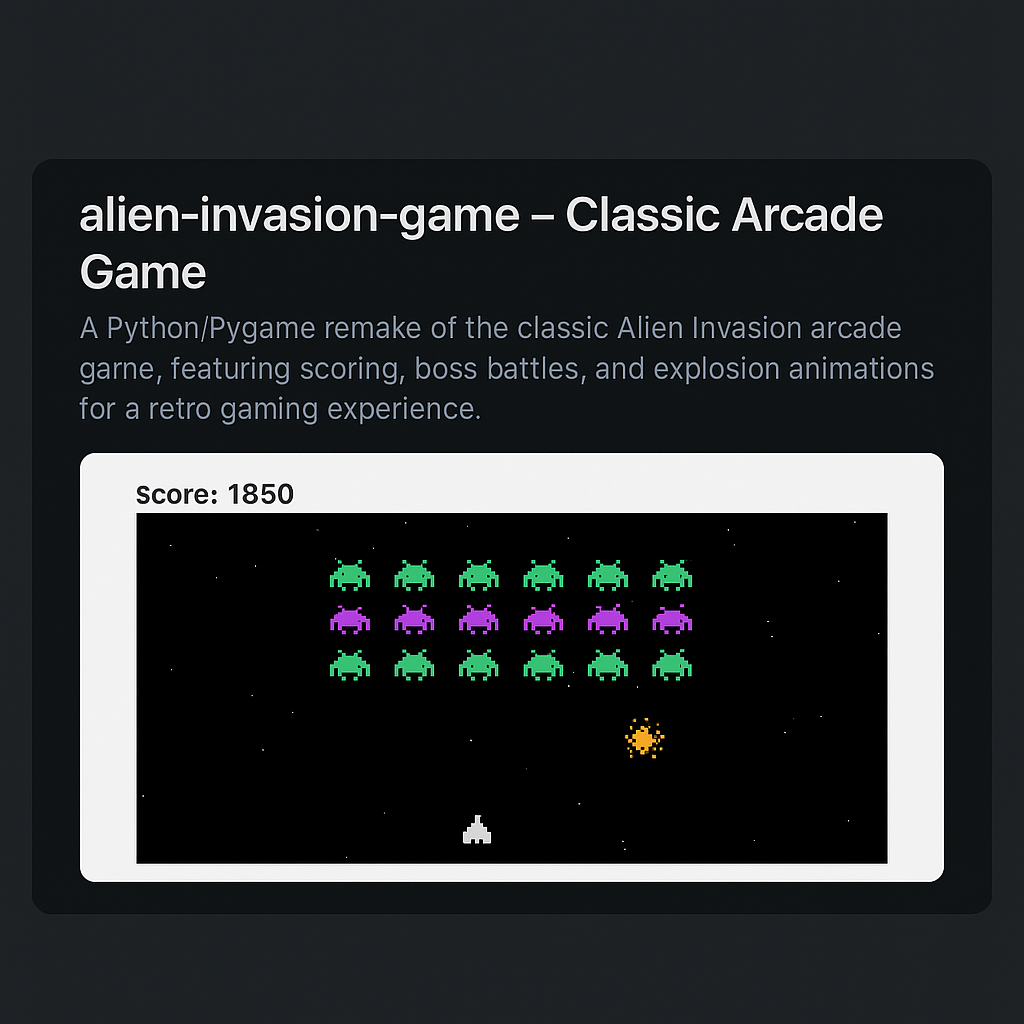 alien-invasion-game – Classic Arcade
Game
A Python/Pygame remake of the classic Alien Invasion arcade
garne, featuring scoring, boss battles, and explosion animations
for a retro gaming experience.
Score: 1850